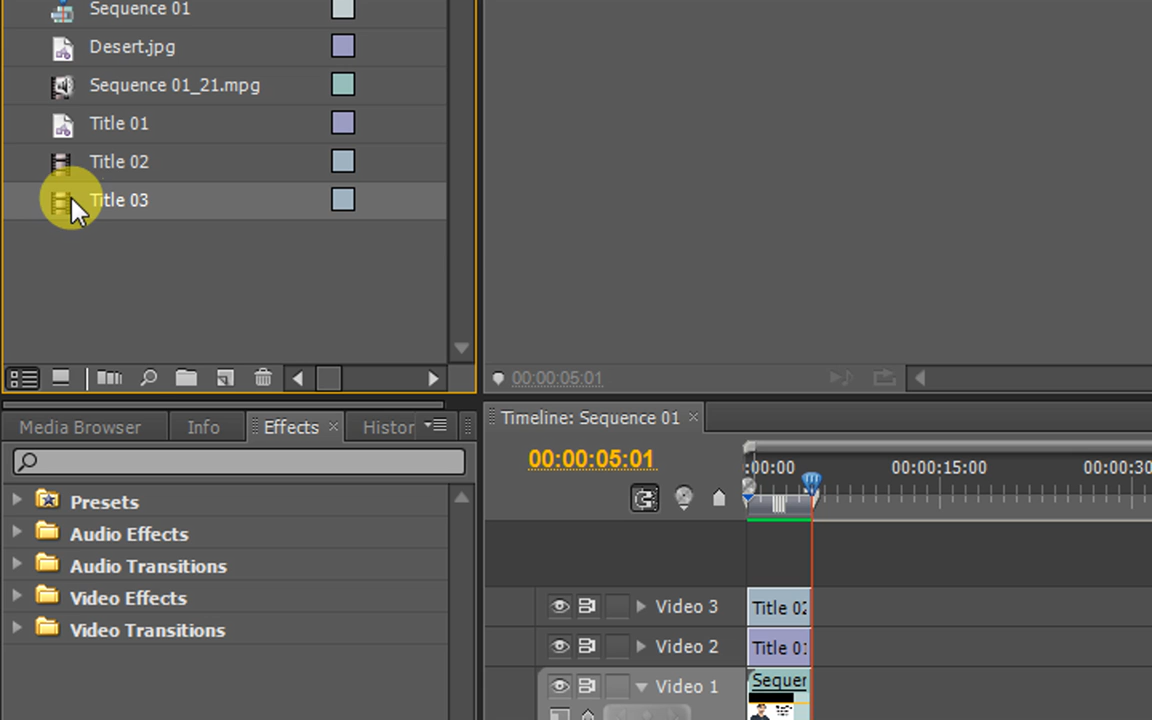 Sequence 01
Desert.jpg
Sequence 01_21.mpg
Title 01
Title 02
Title 03
00:00:05:01
Media Browser Info Effects × Histor
Timeline: Sequence 01 ×
00:00:05:01
:00:00 00:00:15:00 00:00:30
Presets
Audio Effects
Audio Transitions
Video Effects
Video Transitions
Video 3 Title 02
Video 2 Title 01
Video 1 Sequer